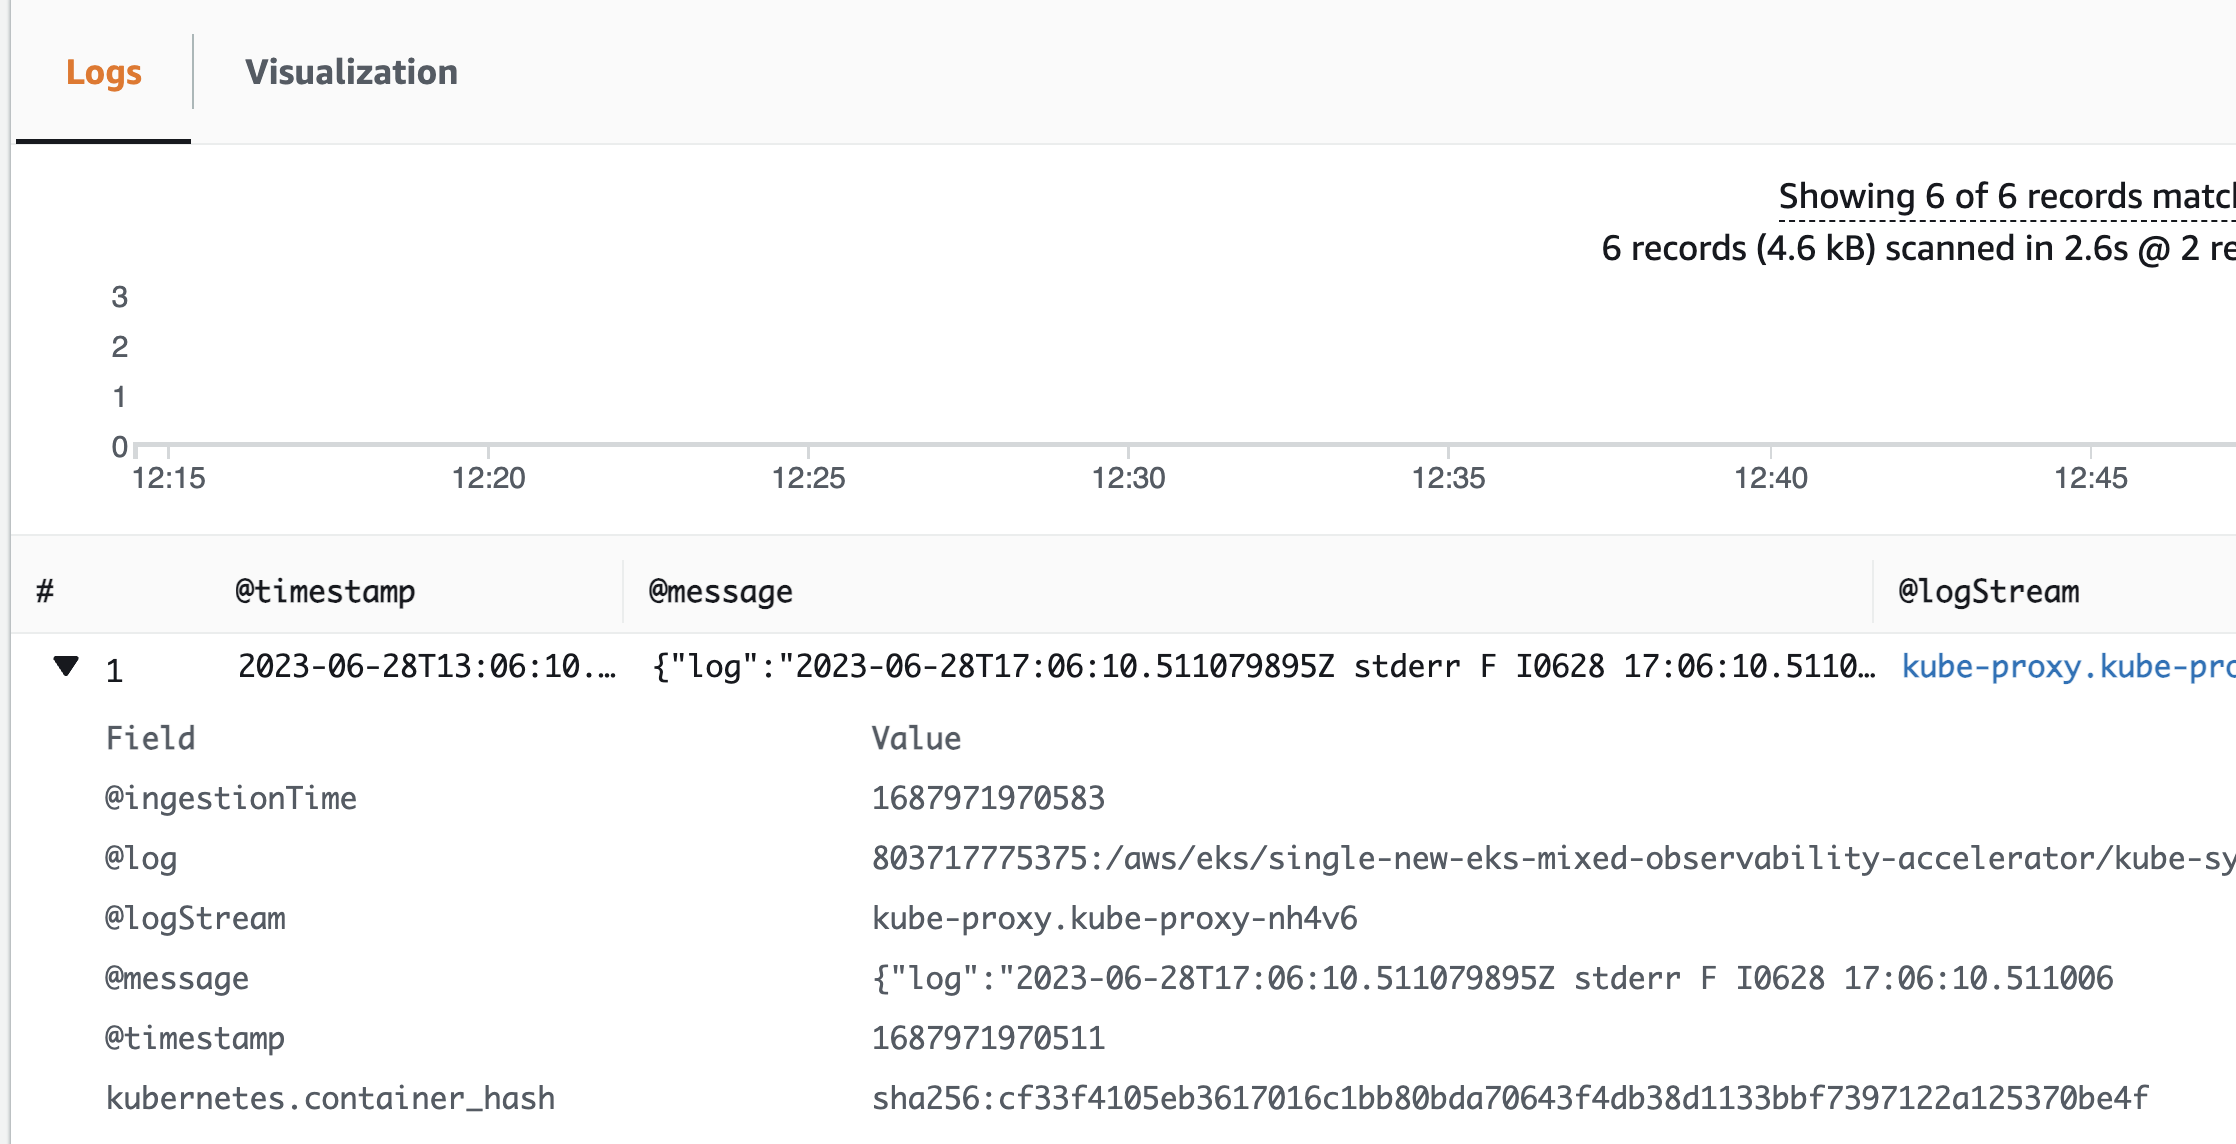 Logs Visualization
Showing 6 of 6 records matc
6 records (4.6 kB) scanned in 2.6s @ 2 re
3
2
1
0
12:15 12:20 12:25 12:30 12:35 12:40 12:45
# @timestamp @message @logStream
1 2023-06-28T13:06:10.… {"log":"2023-06-28T17:06:10.511079895Z stderr F I0628 17:06:10.5110… kube-proxy.kube-pro
Field Value
@ingestionTime 1687971970583
@log 803717775375:/aws/eks/single-new-eks-mixed-observability-accelerator/kube-sy
@logStream kube-proxy.kube-proxy-nh4v6
@message {"log":"2023-06-28T17:06:10.511079895Z stderr F I0628 17:06:10.511006
@timestamp 1687971970511
kubernetes.container_hash sha256:cf33f4105eb3617016c1bb80bda70643f4db38d1133bbf7397122a125370be4f